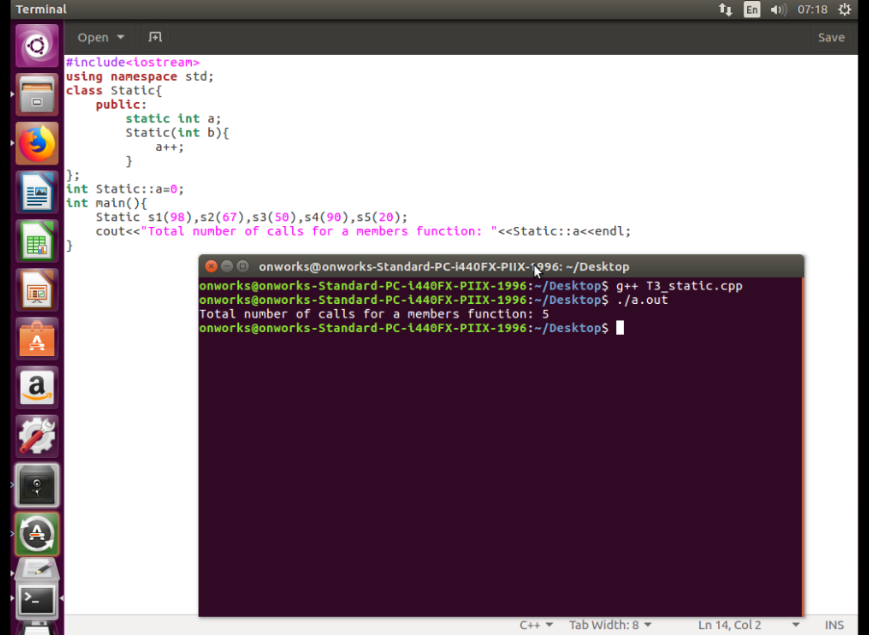 Terminal En 07:18
Open Save
#include<iostream>
using namespace std;
class Static{
    public:
        static int a;
        Static(int b){
            a++;
        }
};
int Static::a=0;
int main(){
    Static s1(98),s2(67),s3(50),s4(90),s5(20);
    cout<<"Total number of calls for a members function: "<<Static::a<<endl;
}
onworks@onworks-Standard-PC-i440FX-PIIX-1996: ~/Desktop
onworks@onworks-Standard-PC-i440FX-PIIX-1996:~/Desktop$ g++ T3_static.cpp
onworks@onworks-Standard-PC-i440FX-PIIX-1996:~/Desktop$ ./a.out
Total number of calls for a members function: 5
onworks@onworks-Standard-PC-i440FX-PIIX-1996:~/Desktop$
C++ Tab Width: 8 Ln 14, Col 2 INS